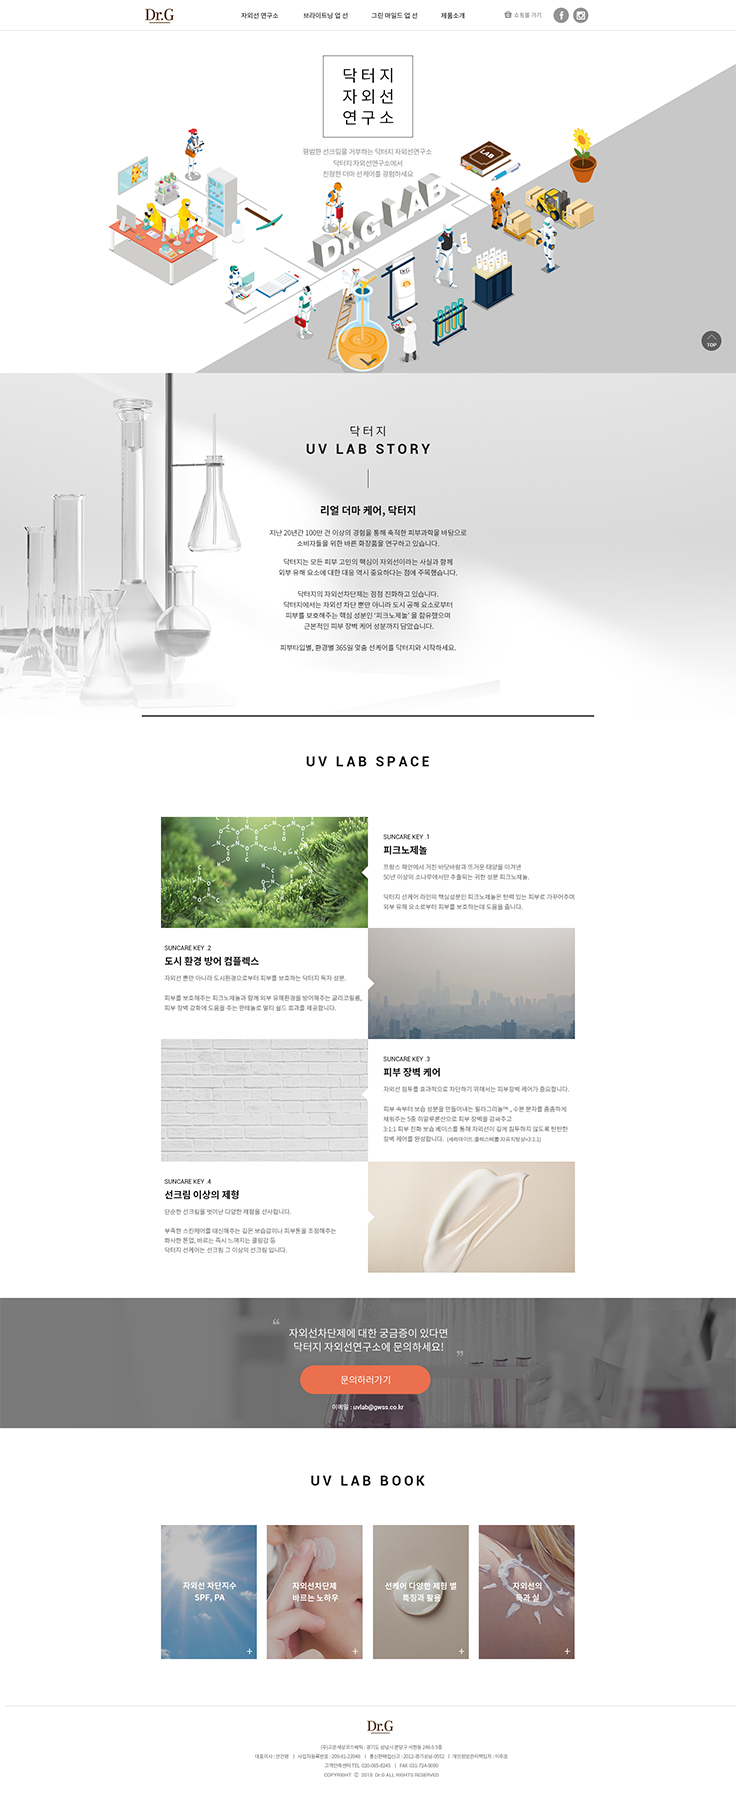 Dr.G
자외선 연구소
브라이트닝 업 선
그린 마일드 업 선
제품소개
쇼핑몰 가기
닥터지
자외선
연구소
평범한 선크림을 거부하는 닥터지 자외선연구소
닥터지 자외선연구소에서
진정한 더마 선케어를 경험하세요
LAB
Dr.G LAB
Dr.G
TOP
닥터지
UV LAB STORY
리얼 더마 케어, 닥터지
지난 20년간 100만 건 이상의 경험을 통해 축적한 피부과학을 바탕으로
소비자들을 위한 바른 화장품을 연구하고 있습니다.
닥터지는 모든 피부 고민의 핵심이 자외선이라는 사실과 함께
외부 유해 요소에 대한 대응 역시 중요하다는 점에 주목했습니다.
닥터지의 자외선차단제는 점점 진화하고 있습니다.
닥터지에서는 자외선 차단 뿐만 아니라 도시 공해 요소로부터
피부를 보호해주는 핵심 성분인 '피크노제놀' 을 함유했으며
근본적인 피부 장벽 케어 성분까지 담았습니다.
피부타입별, 환경별 365일 맞춤 선케어를 닥터지와 시작하세요.
UV LAB SPACE
SUNCARE KEY .1
피크노제놀
프랑스 해안에서 거친 바닷바람과 뜨거운 태양을 이겨낸
50년 이상의 소나무에서만 추출되는 귀한 성분 피크노제놀.
닥터지 선케어 라인의 핵심성분인 피크노제놀은 탄력 있는 피부로 가꾸어주며
외부 유해 요소로부터 피부를 보호하는데 도움을 줍니다.
SUNCARE KEY .2
도시 환경 방어 컴플렉스
자외선 뿐만 아니라 도시환경으로부터 피부를 보호하는 닥터지 독자 성분.
피부를 보호해주는 피크노제놀과 함께 외부 유해환경을 방어해주는 글리코필름,
피부 장벽 강화에 도움을 주는 판테놀로 멀티 쉴드 효과를 제공합니다.
SUNCARE KEY .3
피부 장벽 케어
자외선 침투를 효과적으로 차단하기 위해서는 피부장벽 케어가 중요합니다.
피부 속부터 보습 성분을 만들어내는 필라그리놀™, 수분 분자를 촘촘하게
채워주는 5중 히알루론산으로 피부 장벽을 감싸주고
3:1:1 피부 친화 보습 베이스를 통해 자외선이 깊게 침투하지 않도록 탄탄한
장벽 케어를 완성합니다. (세라마이드:콜레스테롤:자유지방산=3:1:1)
SUNCARE KEY .4
선크림 이상의 제형
단순한 선크림을 벗어난 다양한 제형을 선사합니다.
부족한 스킨케어를 대신해주는 깊은 보습감이나 피부톤을 조정해주는
화사한 톤업, 바르는 즉시 느껴지는 쿨링감 등
닥터지 선케어는 선크림 그 이상의 선크림 입니다.
“ 자외선차단제에 대한 궁금증이 있다면
닥터지 자외선연구소에 문의하세요! ”
문의하러가기
이메일 : uvlab@gwss.co.kr
UV LAB BOOK
자외선 차단지수
SPF, PA
+
자외선차단제
바르는 노하우
+
선케어 다양한 제형 별
특징과 활용
+
자외선의
득과 실
+
Dr.G
(주)고운세상코스메틱 : 경기도 성남시 분당구 서현동 246-5 5층
대표이사 : 안건영 | 사업자등록번호 : 209-81-23948 | 통신판매업신고 : 2012-경기성남-0552 | 개인정보관리책임자 : 이주호
고객만족센터 TEL 020-085-8245 | FAX 031-724-9090
COPYRIGHT © 2018 Dr.G ALL RIGHTS RESERVED